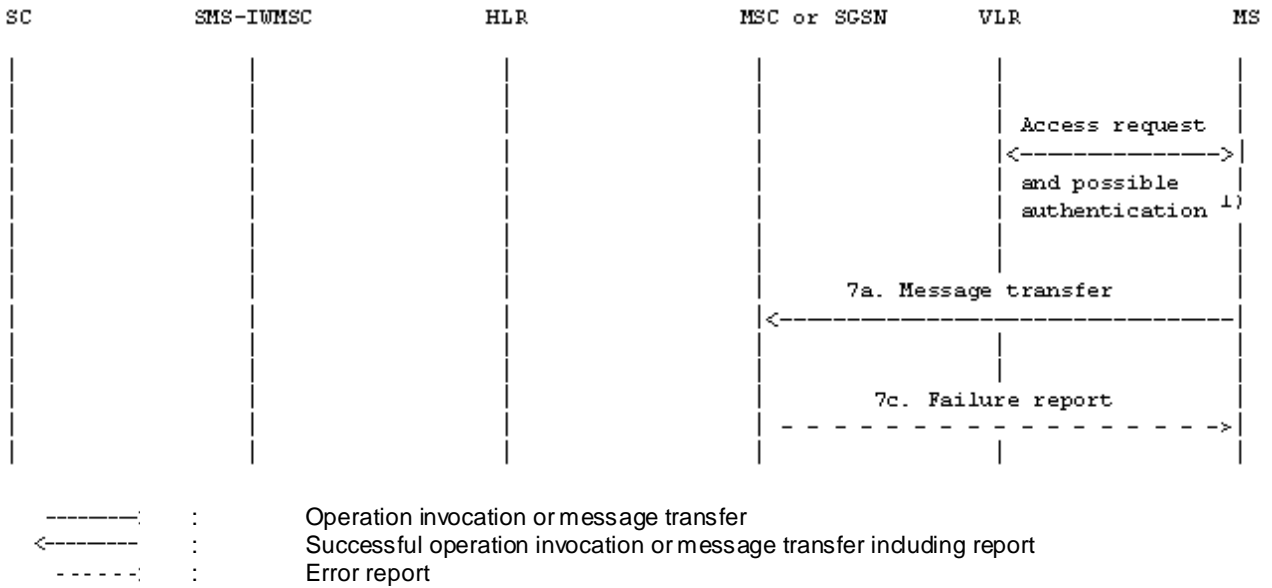 SC SMS-IWMSC HLR MSC or SGSN VLR MS
Access request
and possible
authentication 1)
7a. Message transfer
7c. Failure report
: Operation invocation or message transfer
: Successful operation invocation or message transfer including report
: Error report